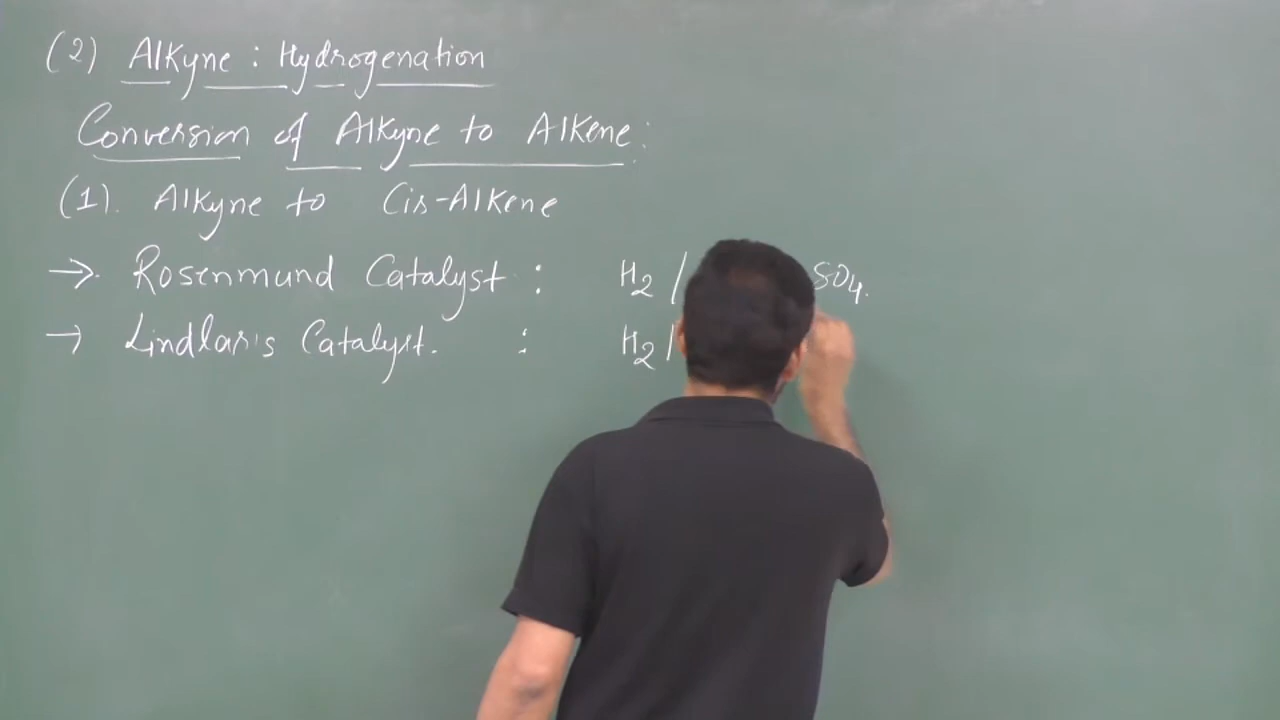 (2) Alkyne : Hydrogenation
Conversion of Alkyne to Alkene:
(1). Alkyne to Cis-Alkene
→ Rosenmund Catalyst : H2 / SO4.
→ Lindlar's Catalyst. : H2 /